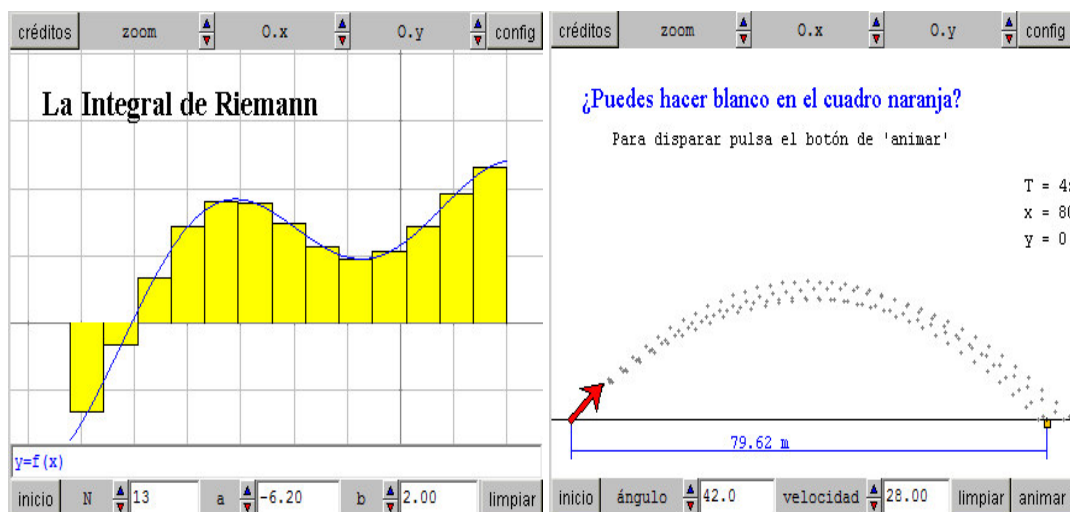 créditos zoom O.x O.y config
La Integral de Riemann
y=f(x)
inicio N 13 a -6.20 b 2.00 limpiar
créditos zoom O.x O.y config
¿Puedes hacer blanco en el cuadro naranja?
Para disparar pulsa el botón de 'animar'
T = 4
x = 80
y = 0
79.62 m
inicio ángulo 42.0 velocidad 28.00 limpiar animar